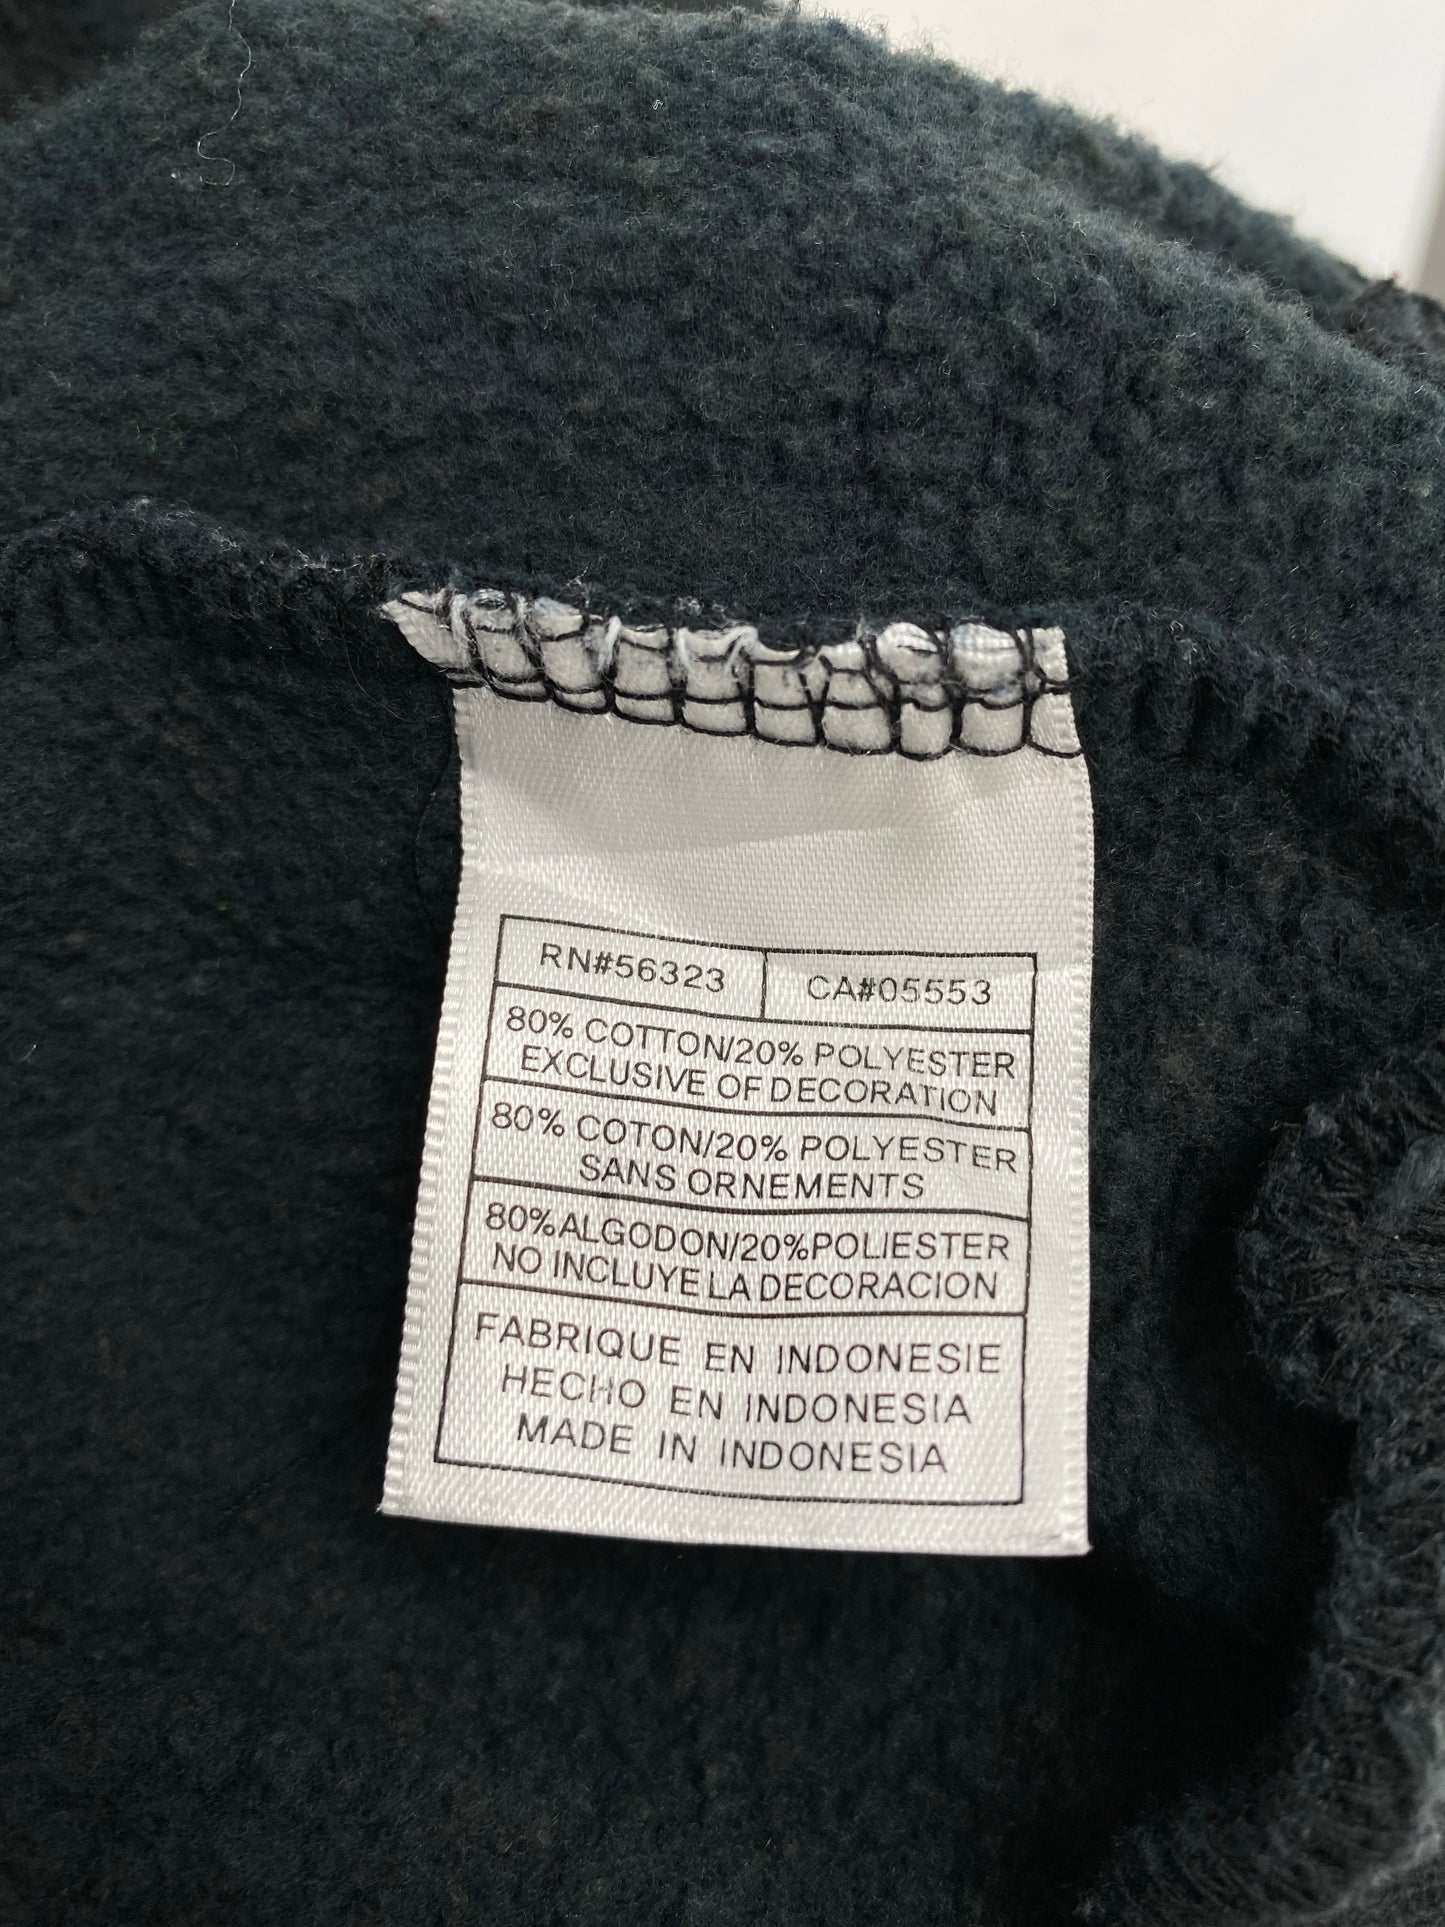 RN#56323 CA#05553
80% COTTON/20% POLYESTER
EXCLUSIVE OF DECORATION
80% COTON/20% POLYESTER
SANS ORNEMENTS
80%ALGODON/20%POLIESTER
NO INCLUYE LA DECORACION
FABRIQUE EN INDONESIE
HECHO EN INDONESIA
MADE IN INDONESIA